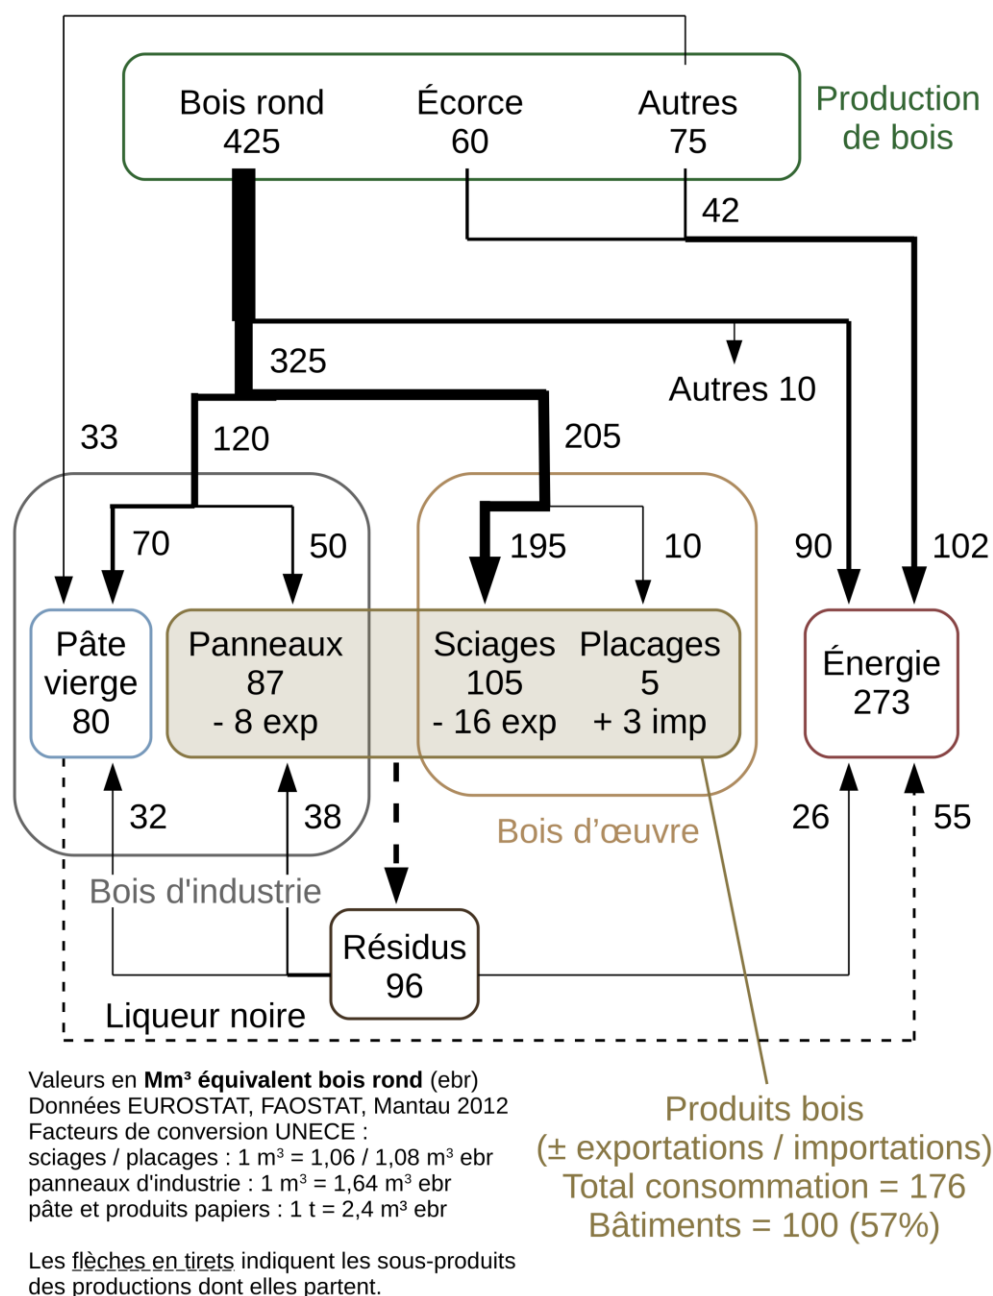 Bois rond
425
Écorce
60
Autres
75
Production
de bois
42
325
Autres 10
33
120
205
70
50
195
10
90
102
Pâte
vierge
80
Panneaux
87
- 8 exp
Sciages
105
- 16 exp
Placages
5
+ 3 imp
Énergie
273
32
38
26
55
Bois d’œuvre
Bois d'industrie
Résidus
96
Liqueur noire
Valeurs en Mm³ équivalent bois rond (ebr)
Données EUROSTAT, FAOSTAT, Mantau 2012
Facteurs de conversion UNECE :
sciages / placages : 1 m³ = 1,06 / 1,08 m³ ebr
panneaux d'industrie : 1 m³ = 1,64 m³ ebr
pâte et produits papiers : 1 t = 2,4 m³ ebr
Les flèches en tirets indiquent les sous-produits
des productions dont elles partent.
Produits bois
(± exportations / importations)
Total consommation = 176
Bâtiments = 100 (57%)